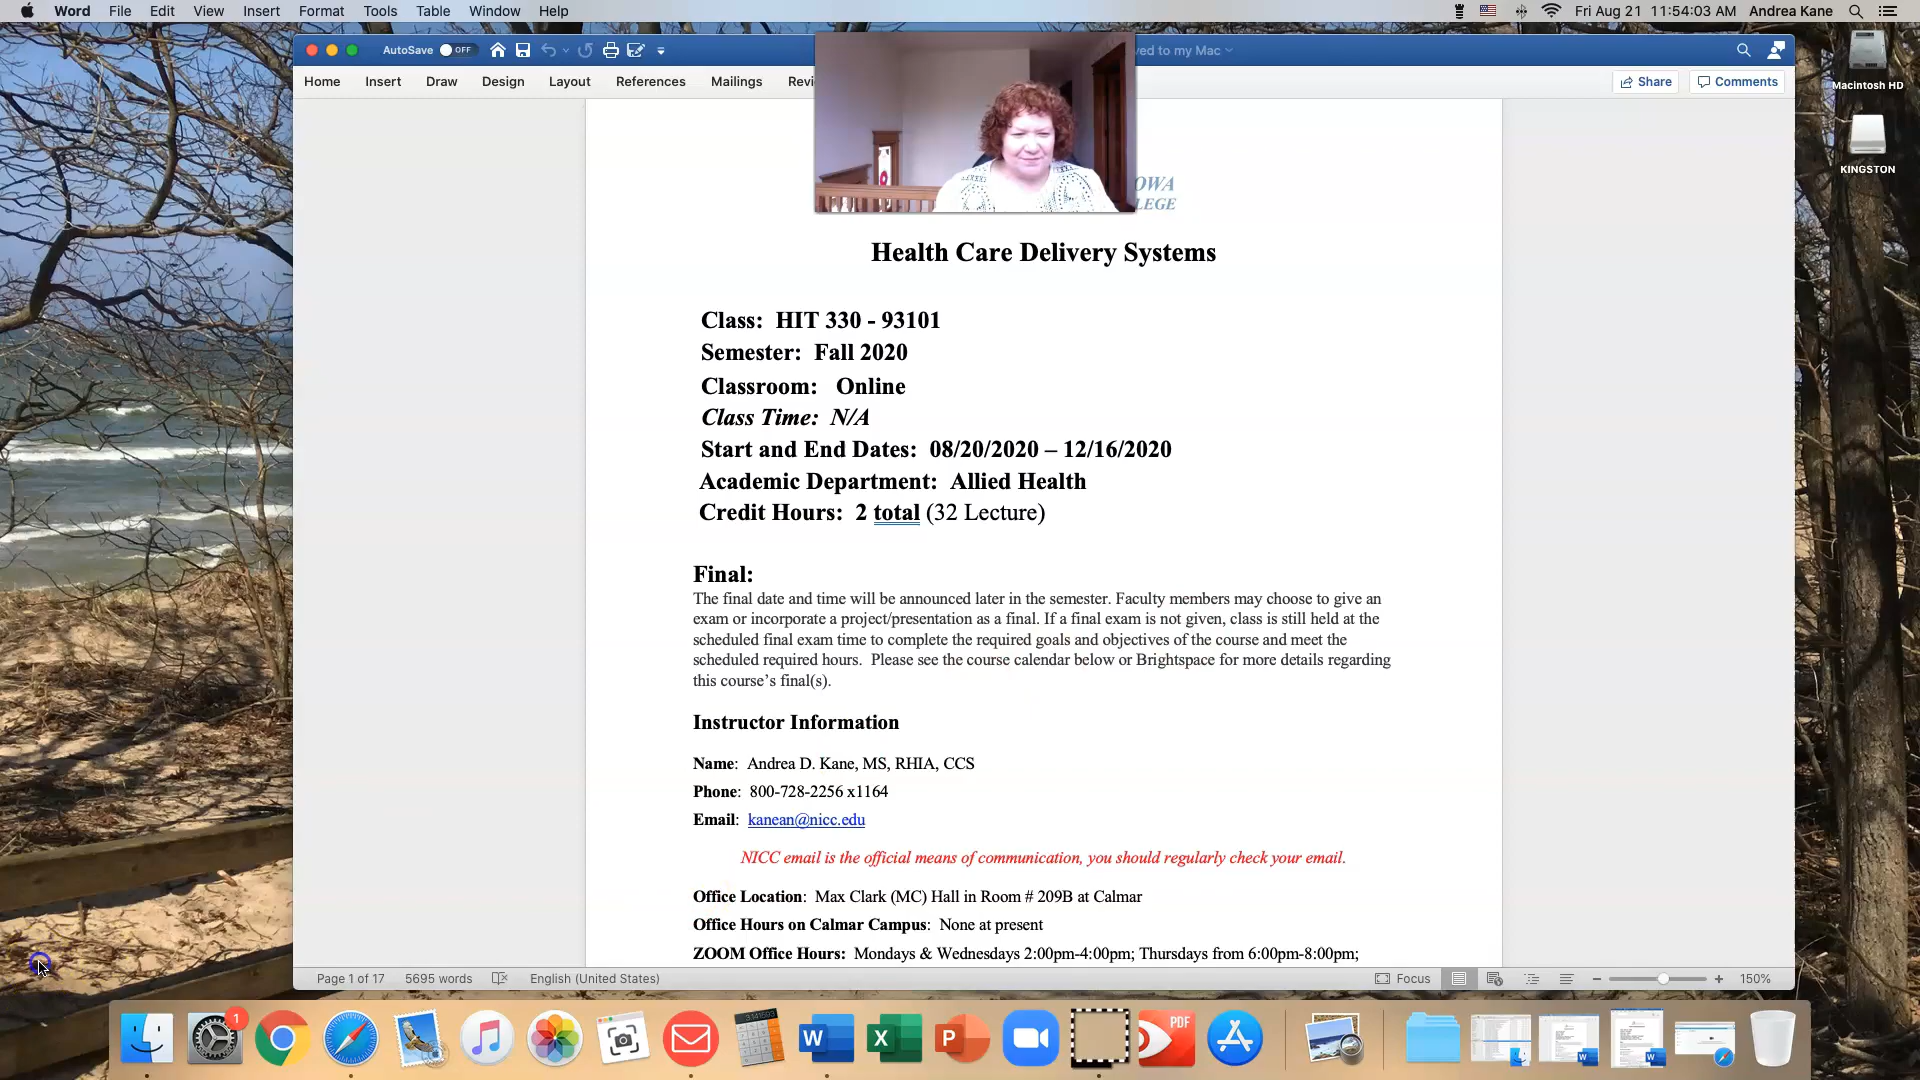 Word File Edit View Insert Format Tools Table Window Help Fri Aug 21 11:54:03 AM Andrea Kane
AutoSave OFF ved to my Mac
Home Insert Draw Design Layout References Mailings Revi Share Comments
Macintosh HD
KINGSTON
OWA
LEGE
Health Care Delivery Systems
Class: HIT 330 - 93101
Semester: Fall 2020
Classroom: Online
Class Time: N/A
Start and End Dates: 08/20/2020 – 12/16/2020
Academic Department: Allied Health
Credit Hours: 2 total (32 Lecture)
Final:
The final date and time will be announced later in the semester. Faculty members may choose to give an
exam or incorporate a project/presentation as a final. If a final exam is not given, class is still held at the
scheduled final exam time to complete the required goals and objectives of the course and meet the
scheduled required hours. Please see the course calendar below or Brightspace for more details regarding
this course's final(s).
Instructor Information
Name: Andrea D. Kane, MS, RHIA, CCS
Phone: 800-728-2256 x1164
Email: kanean@nicc.edu
NICC email is the official means of communication, you should regularly check your email.
Office Location: Max Clark (MC) Hall in Room # 209B at Calmar
Office Hours on Calmar Campus: None at present
ZOOM Office Hours: Mondays & Wednesdays 2:00pm-4:00pm; Thursdays from 6:00pm-8:00pm;
Page 1 of 17 5695 words English (United States) Focus 150%
1
W X P PDF